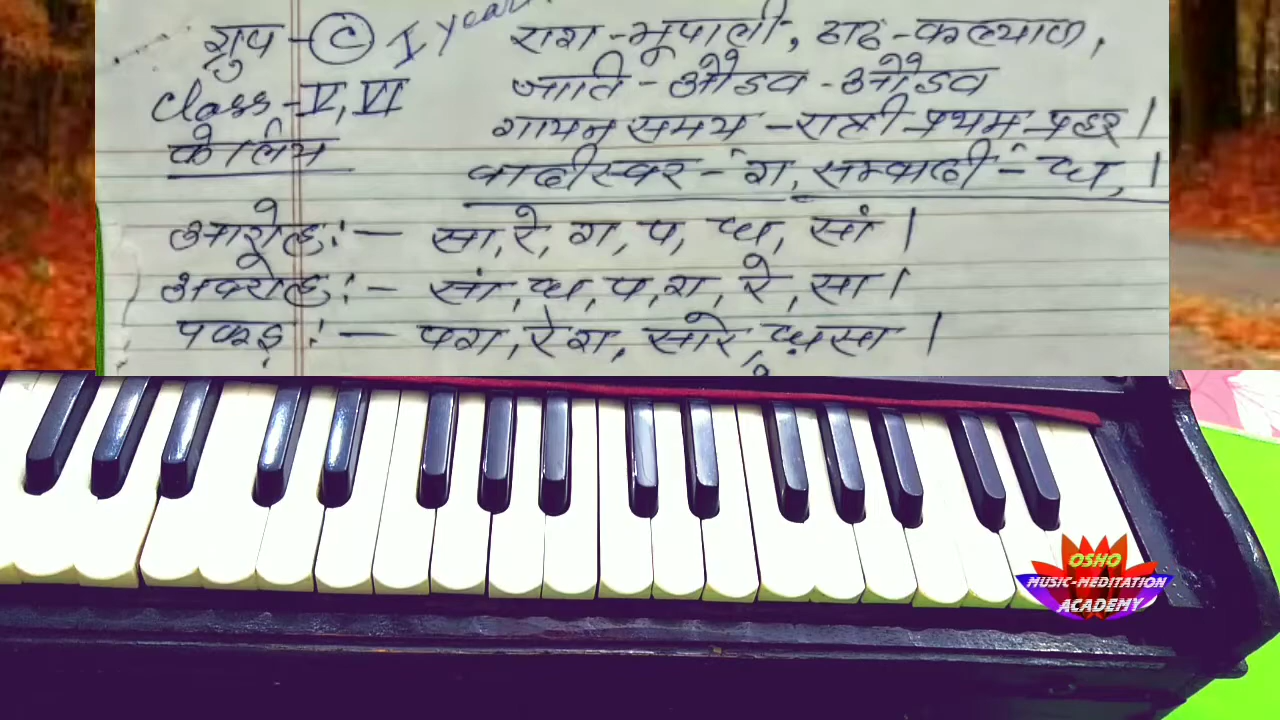 ग्रुप - C I year
राग - भूपाली, ठाट - कल्याण,
Class - V, VI
जाति - औडव - औडव
के लिए
गायन समय - रात्री प्रथम प्रहर ।
वादीस्वर - ग, सम्वादी - ध, ।
आरोह :- सा, रे, ग, प, ध, सां ।
अवरोह :- सां, ध, प, ग, रे, सा ।
पकड़ :- पग, रेग, सारे, ध़सा ।
OSHO
MUSIC-MEDITATION
ACADEMY